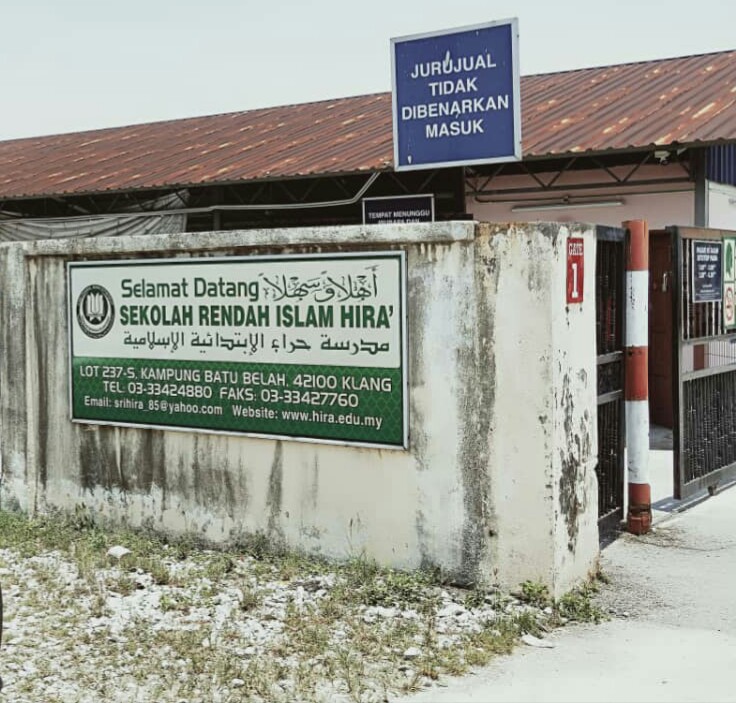 JURUJUAL
TIDAK
DIBENARKAN
MASUK
TEMPAT MENUNGGU
GATE
1
Selamat Datang أهلا وسهلا
SEKOLAH RENDAH ISLAM HIRA'
مدرسة حراء الإبتدائية الإسلامية
LOT 237-S, KAMPUNG BATU BELAH, 42100 KLANG
TEL: 03-33424880 FAKS: 03-33427760
Email: srihira_85@yahoo.com Website: www.hira.edu.my